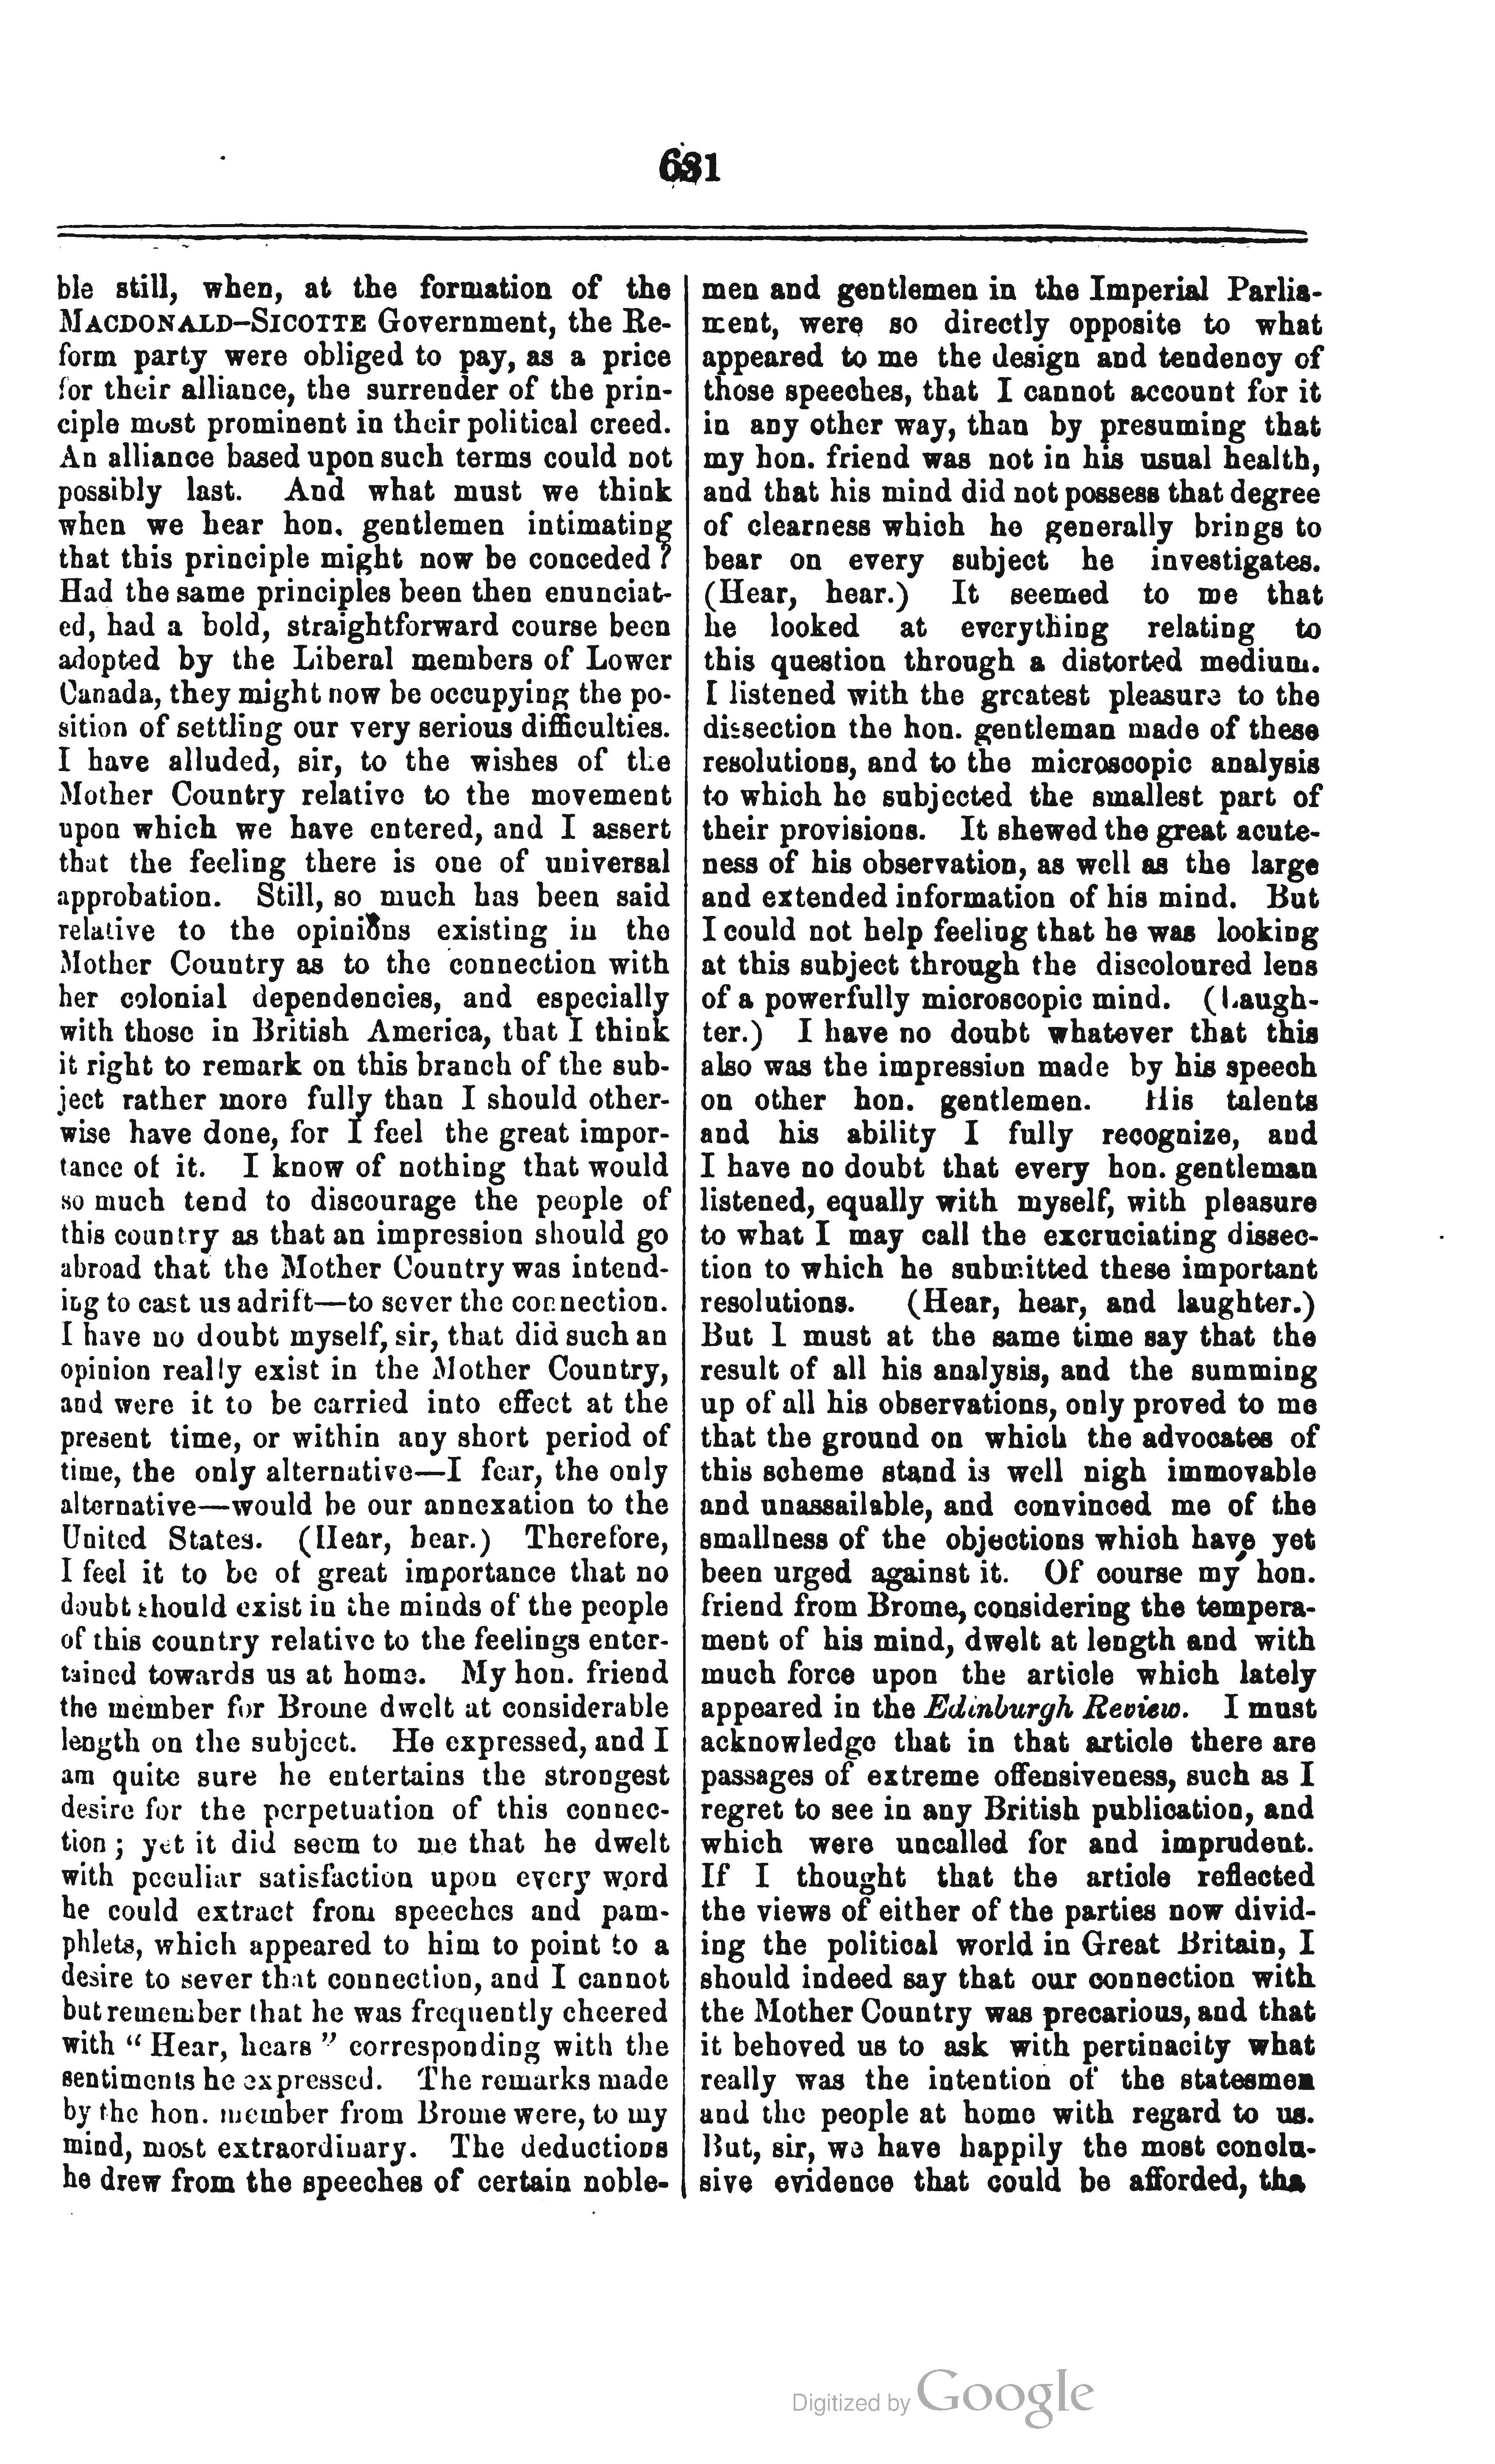 631
ble still, when, at the formation of the
MACDONALD-SICOTTE Government, the Re-
form party were obliged to pay, as a price
for their alliance, the surrender of the prin-
ciple most prominent in their political creed.
An alliance based upon such terms could not
possibly last. And what must we think
when we hear hon. gentlemen intimating
that this principle might now be conceded?
Had the same principles been then enunciat-
ed, had a bold, straightforward course been
adopted by the Liberal members of Lower
Canada, they might now be occupying the po-
sition of settling our very serious difficulties.
I have alluded, sir, to the wishes of the
Mother Country relative to the movement
upon which we have entered, and I assert
that the feeling there is one of universal
approbation. Still, so much has been said
relative to the opinions existing in the
Mother Country as to the connection with
her colonial dependencies, and especially
with those in British America, that I think
it right to remark on this branch of the sub-
ject rather more fully than I should other-
wise have done, for I feel the great impor-
tance of it. I know of nothing that would
so much tend to discourage the people of
this country as that an impression should go
abroad that the Mother Country was intend-
ing to cast us adrift—to sever the connection.
I have no doubt myself, sir, that did such an
opinion really exist in the Mother Country,
and were it to be carried into effect at the
present time, or within any short period of
time, the only alternative—I fear, the only
alternative—would be our annexation to the
United States. (Hear, hear.) Therefore,
I feel it to be of great importance that no
doubt should exist in the minds of the people
of this country relative to the feelings enter-
tained towards us at home. My hon. friend
the member for Brome dwelt at considerable
length on the subject. He expressed, and I
am quite sure he entertains the strongest
desire for the perpetuation of this connec-
tion; yet it did seem to me that he dwelt
with peculiar satisfaction upon every word
he could extract from speeches and pam-
phlets, which appeared to him to point to a
desire to sever that connection, and I cannot
but remember that he was frequently cheered
with "Hear, hears" corresponding with the
sentiments he expressed. The remarks made
by the hon. member from Brome were, to my
mind, most extraordinary. The deductions
he drew from the speeches of certain noble-
men and gentlemen in the Imperial Parlia-
ment, were so directly opposite to what
appeared to me the design and tendency of
those speeches, that I cannot account for it
in any other way, than by presuming that
my hon. friend was not in his usual health,
and that his mind did not possess that degree
of clearness which he generally brings to
bear on every subject he investigates.
(Hear, hear.) It seemed to me that
he looked at everything relating to
this question through a distorted medium.
I listened with the greatest pleasure to the
dissection the hon. gentleman made of these
resolutions, and to the microscopic analysis
to which he subjected the smallest part of
their provisions. It shewed the great acute-
ness of his observation, as well as the large
and extended information of his mind. But
I could not help feeling that he was looking
at this subject through the discoloured lens
of a powerfully microscopic mind. (Laugh-
ter.) I have no doubt whatever that this
also was the impression made by his speech
on other hon. gentlemen. His talents
and his ability I fully recognize, and
I have no doubt that every hon. gentleman
listened, equally with myself, with pleasure
to what I may call the excruciating dissec-
tion to which he submitted these important
resolutions. (Hear, hear, and laughter.)
But I must at the same time say that the
result of all his analysis, and the summing
up of all his observations, only proved to me
that the ground on which the advocates of
this scheme stand is well nigh immovable
and unassailable, and convinced me of the
smallness of the objections which have yet
been urged against it. Of course my hon.
friend from Brome, considering the tempera-
ment of his mind, dwelt at length and with
much force upon the article which lately
appeared in the Edinburgh Review. I must
acknowledge that in that article there are
passages of extreme offensiveness, such as I
regret to see in any British publication, and
which were uncalled for and imprudent.
If I thought that the article reflected
the views of either of the parties now divid-
ing the political world in Great Britain, I
should indeed say that our connection with
the Mother Country was precarious, and that
it behoved us to ask with pertinacity what
really was the intention of the statesmen
and the people at home with regard to us.
But, sir, we have happily the most conclu-
sive evidence that could be afforded, tha
Digitized by Google